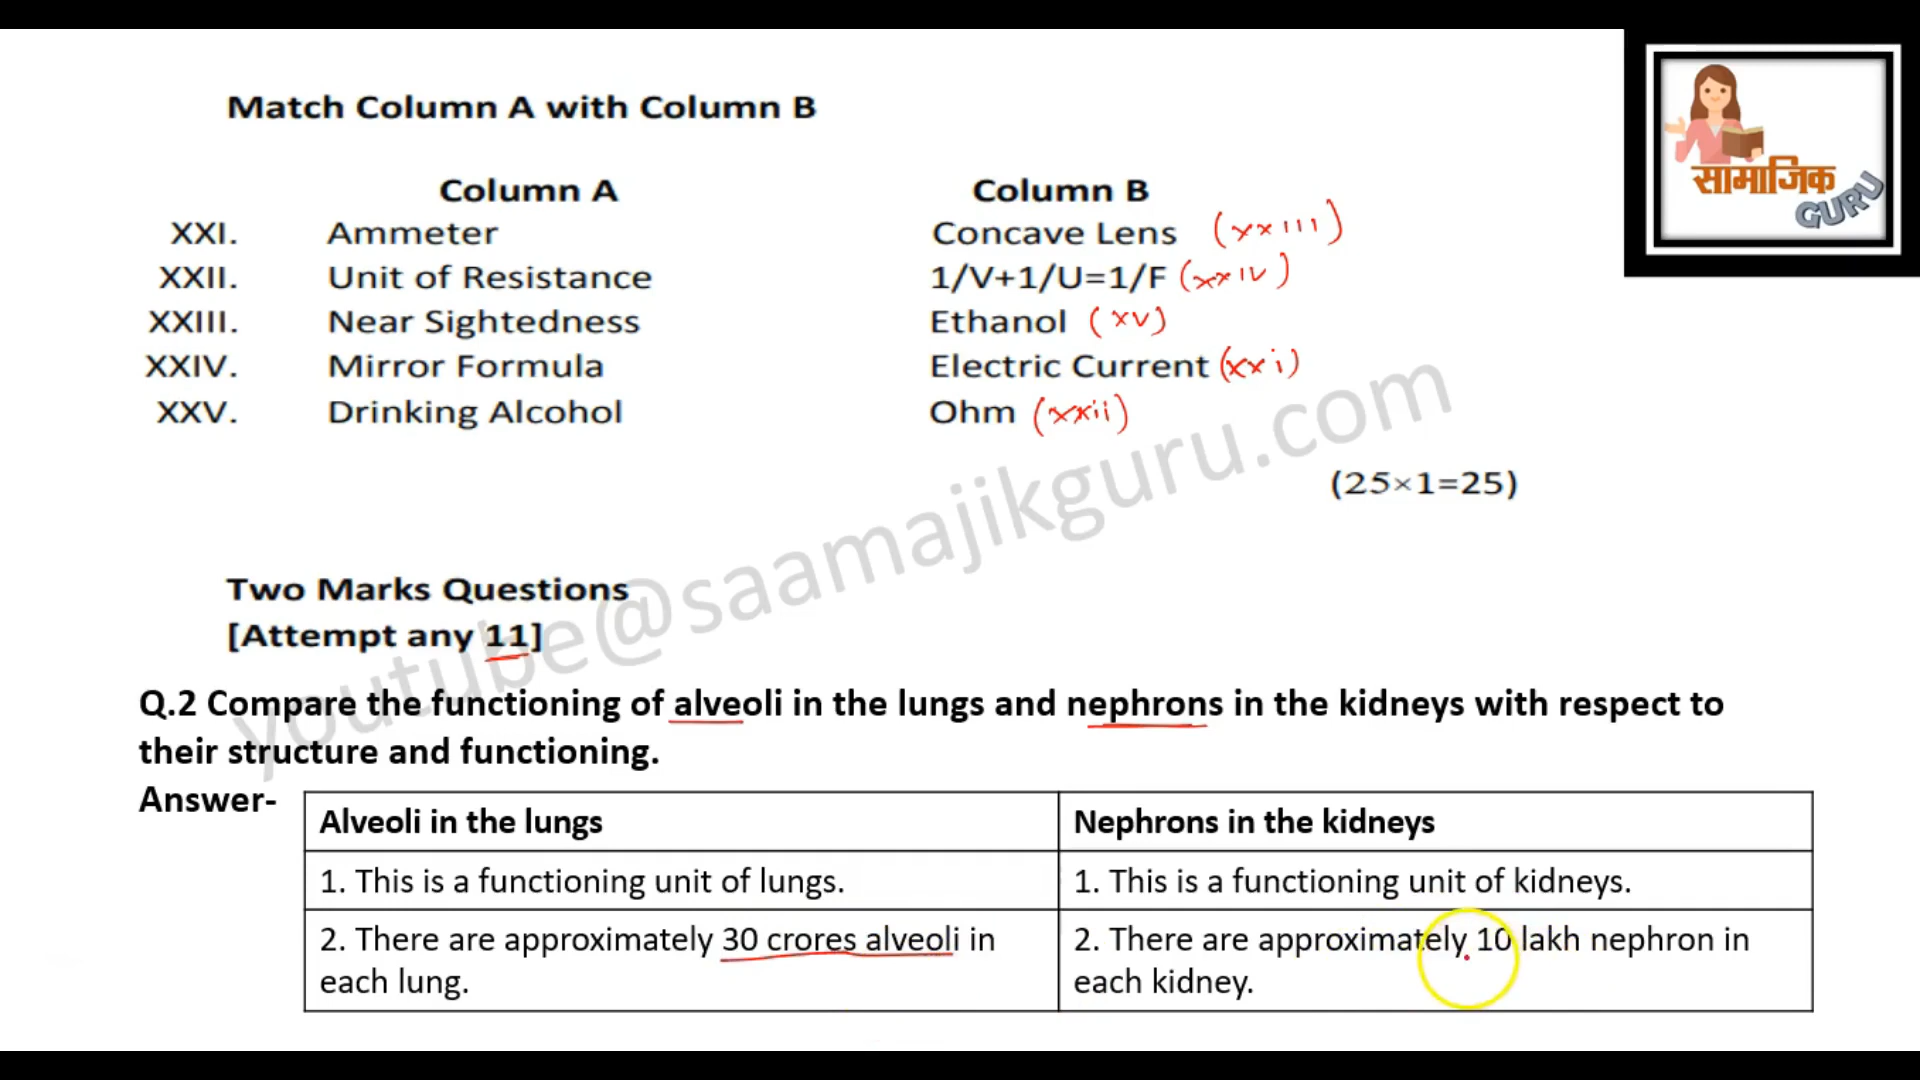 Match Column A with Column B
सामाजिक
GURU
Column A Column B
XXI. Ammeter Concave Lens (xxiii)
XXII. Unit of Resistance 1/V+1/U=1/F (xxiv)
XXIII. Near Sightedness Ethanol (xv)
XXIV. Mirror Formula Electric Current (xxi)
XXV. Drinking Alcohol Ohm (xxii)
(25×1=25)
youtube@saamajikguru.com
Two Marks Questions
[Attempt any 11]
Q.2 Compare the functioning of alveoli in the lungs and nephrons in the kidneys with respect to
their structure and functioning.
Answer-
Alveoli in the lungs Nephrons in the kidneys
1. This is a functioning unit of lungs. 1. This is a functioning unit of kidneys.
2. There are approximately 30 crores alveoli in 2. There are approximately 10 lakh nephron in
each lung. each kidney.